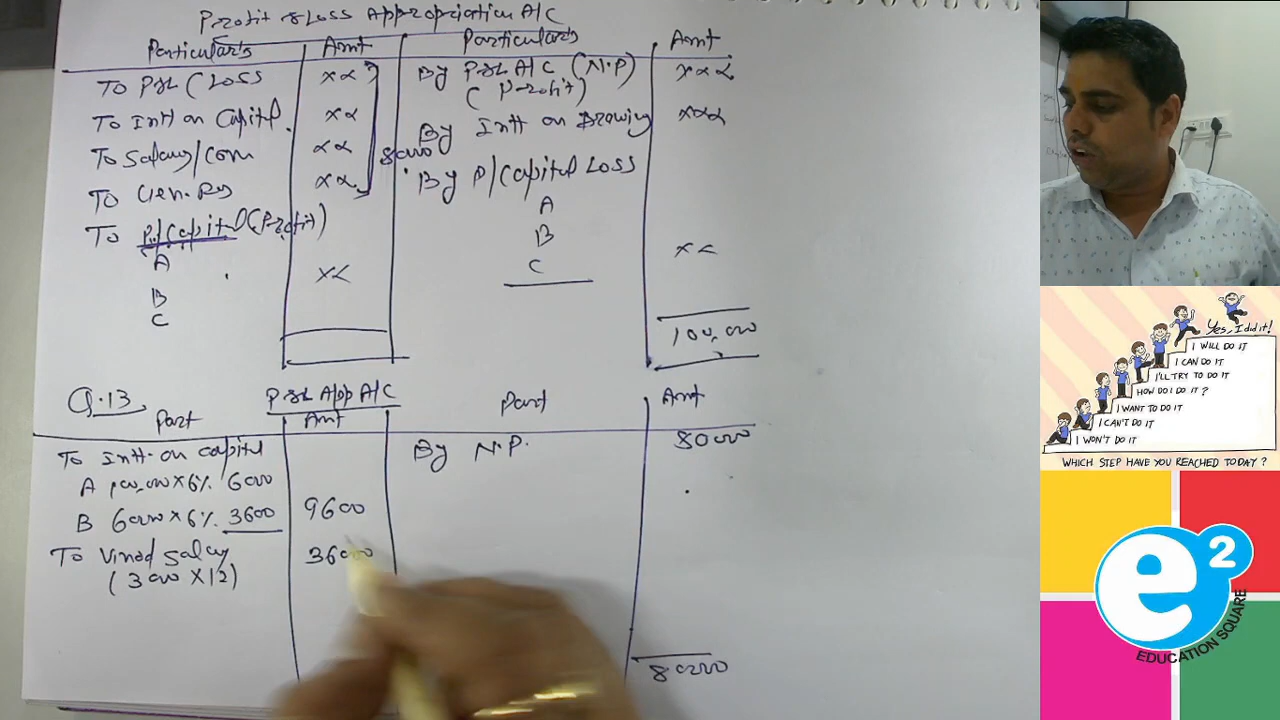 Profit & Loss Appropriation A/C
Particulars Amt Particulars Amt
To P&L (Loss xx By P&L A/C (N.P) xxx
( Profit)
To Intt on Capitl. xx By Intt on Drawing xxx
To Salary/Com xx 80000 By P/Capital Loss
To Gen. Rs xx
To P/Capital (Profit) A
A xx B xx
B C
C 100,000
Q.13 P&L App A/C
Part Amt Part Amt
To Intt. on capital By N.P. 80000
A 100,000 x 6% 6000
B 60000 x 6% 3600 9600
To Vinod Salary 36000
(3000 x 12)
80000
Yes, I did it!
I WILL DO IT
I CAN DO IT
I'LL TRY TO DO IT
HOW DO I DO IT ?
I WANT TO DO IT
I CAN'T DO IT
I WON'T DO IT
WHICH STEP HAVE YOU REACHED TODAY ?
e2
EDUCATION SQUARE